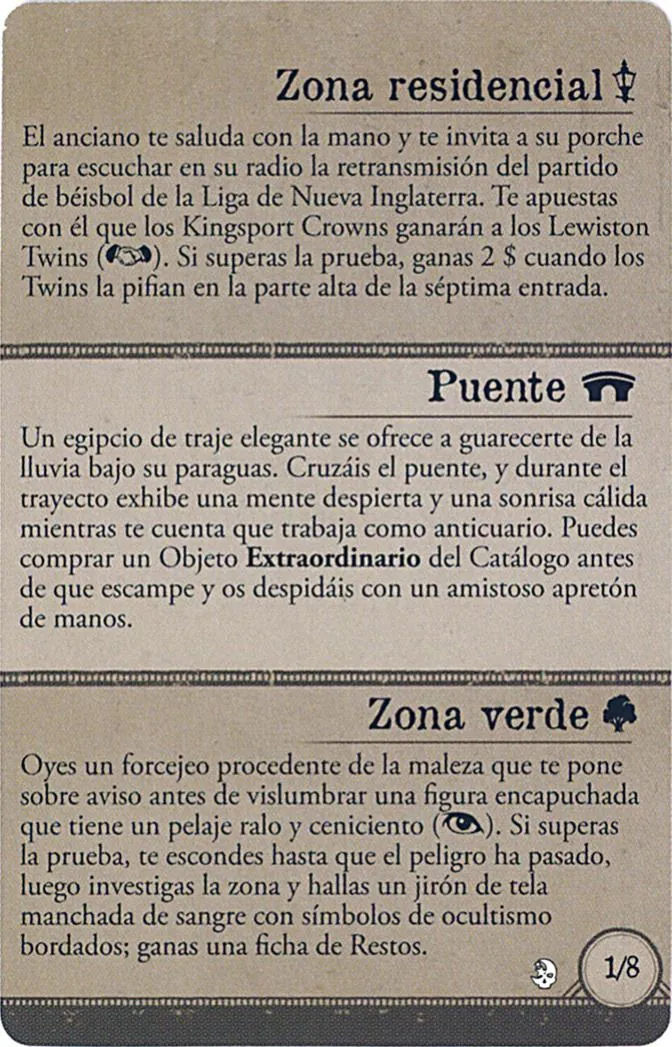 Zona residencial
El anciano te saluda con la mano y te invita a su porche
para escuchar en su radio la retransmisión del partido
de béisbol de la Liga de Nueva Inglaterra. Te apuestas
con él que los Kingsport Crowns ganarán a los Lewiston
Twins (). Si superas la prueba, ganas 2 $ cuando los
Twins la pifian en la parte alta de la séptima entrada.
Puente
Un egipcio de traje elegante se ofrece a guarecerte de la
lluvia bajo su paraguas. Cruzáis el puente, y durante el
trayecto exhibe una mente despierta y una sonrisa cálida
mientras te cuenta que trabaja como anticuario. Puedes
comprar un Objeto Extraordinario del Catálogo antes
de que escampe y os despidáis con un amistoso apretón
de manos.
Zona verde
Oyes un forcejeo procedente de la maleza que te pone
sobre aviso antes de vislumbrar una figura encapuchada
que tiene un pelaje ralo y ceniciento (). Si superas
la prueba, te escondes hasta que el peligro ha pasado,
luego investigas la zona y hallas un jirón de tela
manchada de sangre con símbolos de ocultismo
bordados; ganas una ficha de Restos.
1/8